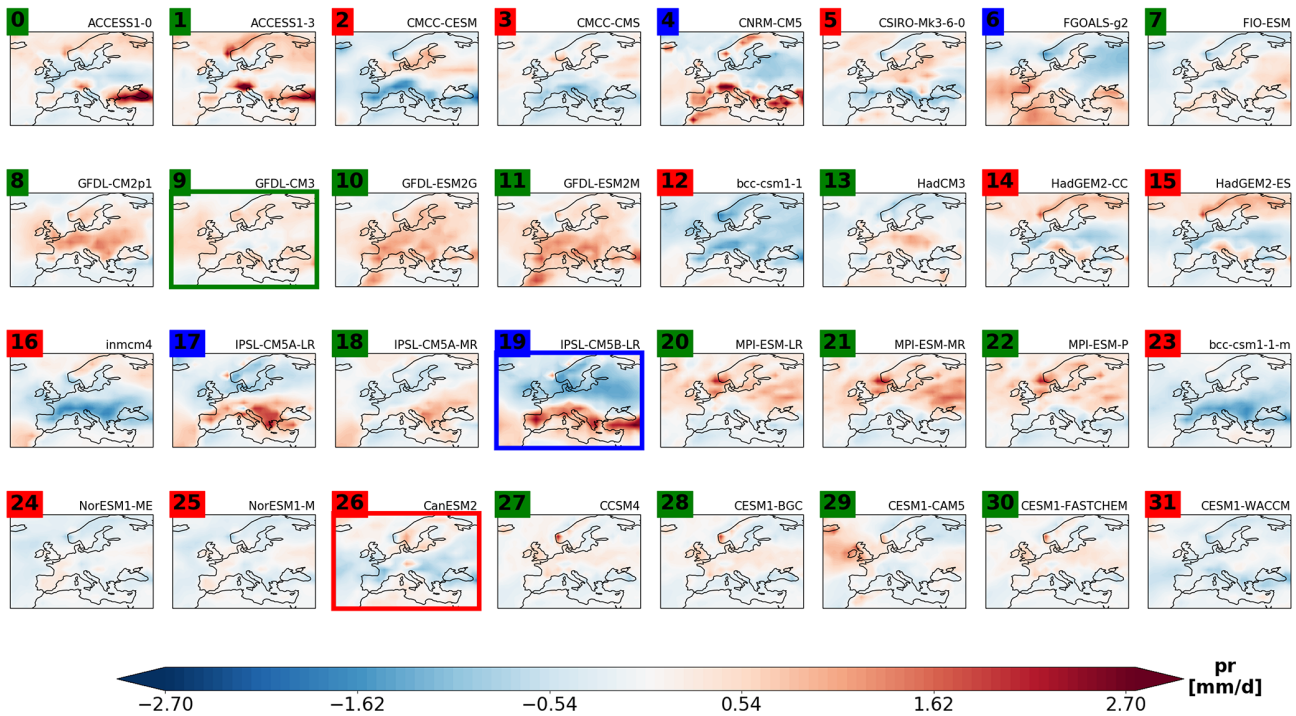 0 ACCESS1-0
1 ACCESS1-3
2 CMCC-CESM
3 CMCC-CMS
4 CNRM-CM5
5 CSIRO-Mk3-6-0
6 FGOALS-g2
7 FIO-ESM
8 GFDL-CM2p1
9 GFDL-CM3
10 GFDL-ESM2G
11 GFDL-ESM2M
12 bcc-csm1-1
13 HadCM3
14 HadGEM2-CC
15 HadGEM2-ES
16 inmcm4
17 IPSL-CM5A-LR
18 IPSL-CM5A-MR
19 IPSL-CM5B-LR
20 MPI-ESM-LR
21 MPI-ESM-MR
22 MPI-ESM-P
23 bcc-csm1-1-m
24 NorESM1-ME
25 NorESM1-M
26 CanESM2
27 CCSM4
28 CESM1-BGC
29 CESM1-CAM5
30 CESM1-FASTCHEM
31 CESM1-WACCM
pr
[mm/d]
−2.70 −1.62 −0.54 0.54 1.62 2.70